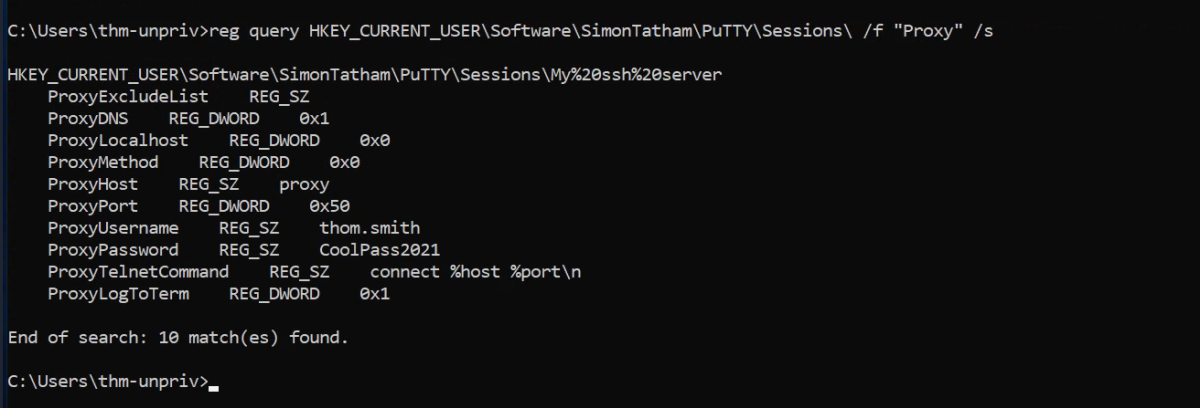 C:\Users\thm-unpriv>reg query HKEY_CURRENT_USER\Software\SimonTatham\PuTTY\Sessions\ /f "Proxy" /s
HKEY_CURRENT_USER\Software\SimonTatham\PuTTY\Sessions\My%20ssh%20server
ProxyExcludeList    REG_SZ
ProxyDNS    REG_DWORD    0x1
ProxyLocalhost    REG_DWORD    0x0
ProxyMethod    REG_DWORD    0x0
ProxyHost    REG_SZ    proxy
ProxyPort    REG_DWORD    0x50
ProxyUsername    REG_SZ    thom.smith
ProxyPassword    REG_SZ    CoolPass2021
ProxyTelnetCommand    REG_SZ    connect %host %port\n
ProxyLogToTerm    REG_DWORD    0x1
End of search: 10 match(es) found.
C:\Users\thm-unpriv>